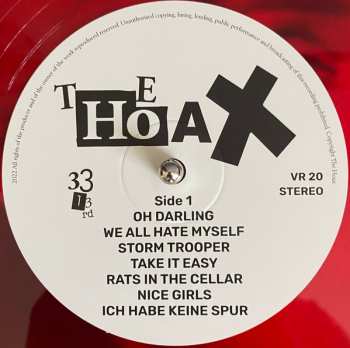 2022 All rights of the producer and of the owner of the work reproduced reserved. Unauthorised copying, hiring, lending, public performance and broadcasting of this recording prohibited. Copyright The Hoax
THE HOAX
33 1/3 rd
Side 1
VR 20
STEREO
OH DARLING
WE ALL HATE MYSELF
STORM TROOPER
TAKE IT EASY
RATS IN THE CELLAR
NICE GIRLS
ICH HABE KEINE SPUR